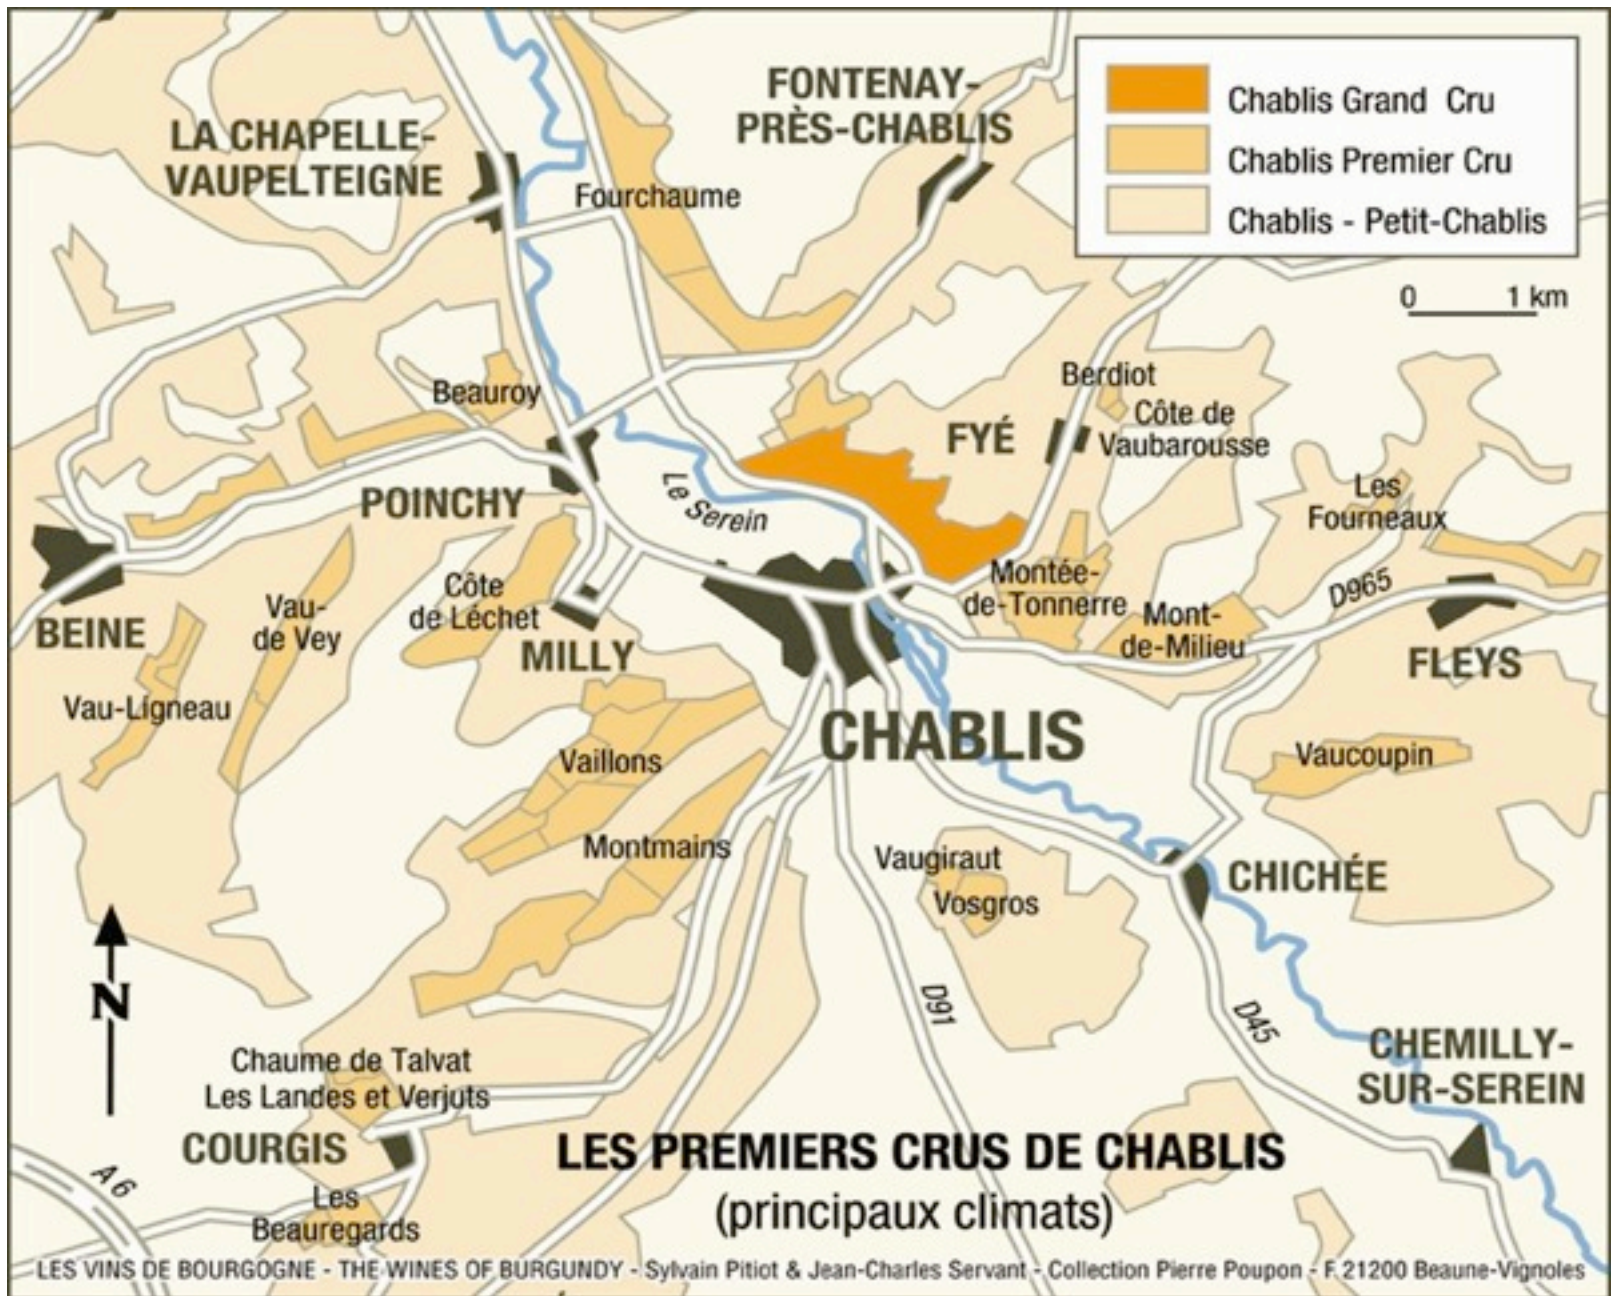 FONTENAY-
PRÈS-CHABLIS
Chablis Grand Cru
Chablis Premier Cru
Chablis - Petit-Chablis
LA CHAPELLE-
VAUPELTEIGNE
Fourchaume
0 1 km
Beauroy
Berdiot
Côte de
Vaubarousse
FYÉ
POINCHY
Le Serein
Les
Fourneaux
Montée-
de-Tonnerre
D965
Côte
de Léchet
Vau-
de Vey
Mont-
de-Milieu
BEINE
MILLY
FLEYS
Vau-Ligneau
CHABLIS
Vaillons
Vaucoupin
Montmains
Vaugiraut
Vosgros
CHICHÉE
N
D91
D45
CHEMILLY-
SUR-SEREIN
Chaume de Talvat
Les Landes et Verjuts
COURGIS
A 6
Les
Beauregards
LES PREMIERS CRUS DE CHABLIS
(principaux climats)
LES VINS DE BOURGOGNE - THE WINES OF BURGUNDY - Sylvain Pitiot & Jean-Charles Servant - Collection Pierre Poupon - F 21200 Beaune-Vignoles